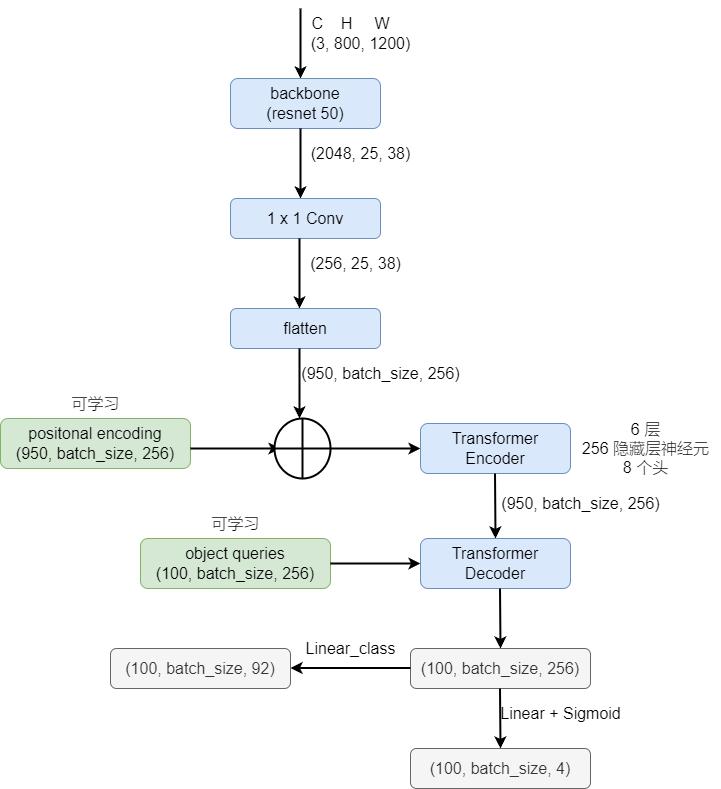 C H W
(3, 800, 1200)
backbone
(resnet 50)
(2048, 25, 38)
1 x 1 Conv
(256, 25, 38)
flatten
(950, batch_size, 256)
可学习
positonal encoding
(950, batch_size, 256)
Transformer
Encoder
6 层
256 隐藏层神经元
8 个头
(950, batch_size, 256)
可学习
object queries
(100, batch_size, 256)
Transformer
Decoder
Linear_class
(100, batch_size, 92)
(100, batch_size, 256)
Linear + Sigmoid
(100, batch_size, 4)